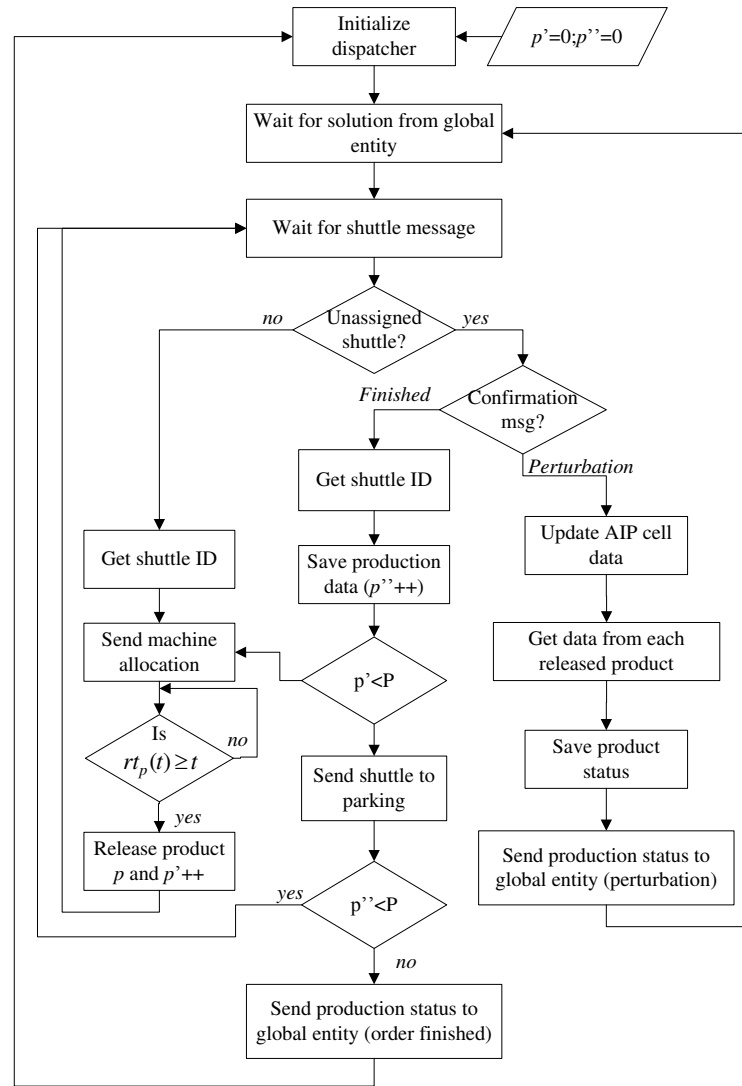 Initialize
dispatcher
p'=0;p''=0
Wait for solution from global
entity
Wait for shuttle message
no
Unassigned
shuttle?
yes
Finished
Confirmation
msg?
Perturbation
Get shuttle ID
Update AIP cell
data
Get shuttle ID
Save production
data (p''++)
Get data from each
released product
Send machine
allocation
p'<P
Is
rt_p(t) ≥ t
no
Save product
status
Send shuttle to
parking
yes
Release product
p and p'++
Send production status to
global entity (perturbation)
yes
p''<P
no
Send production status to
global entity (order finished)